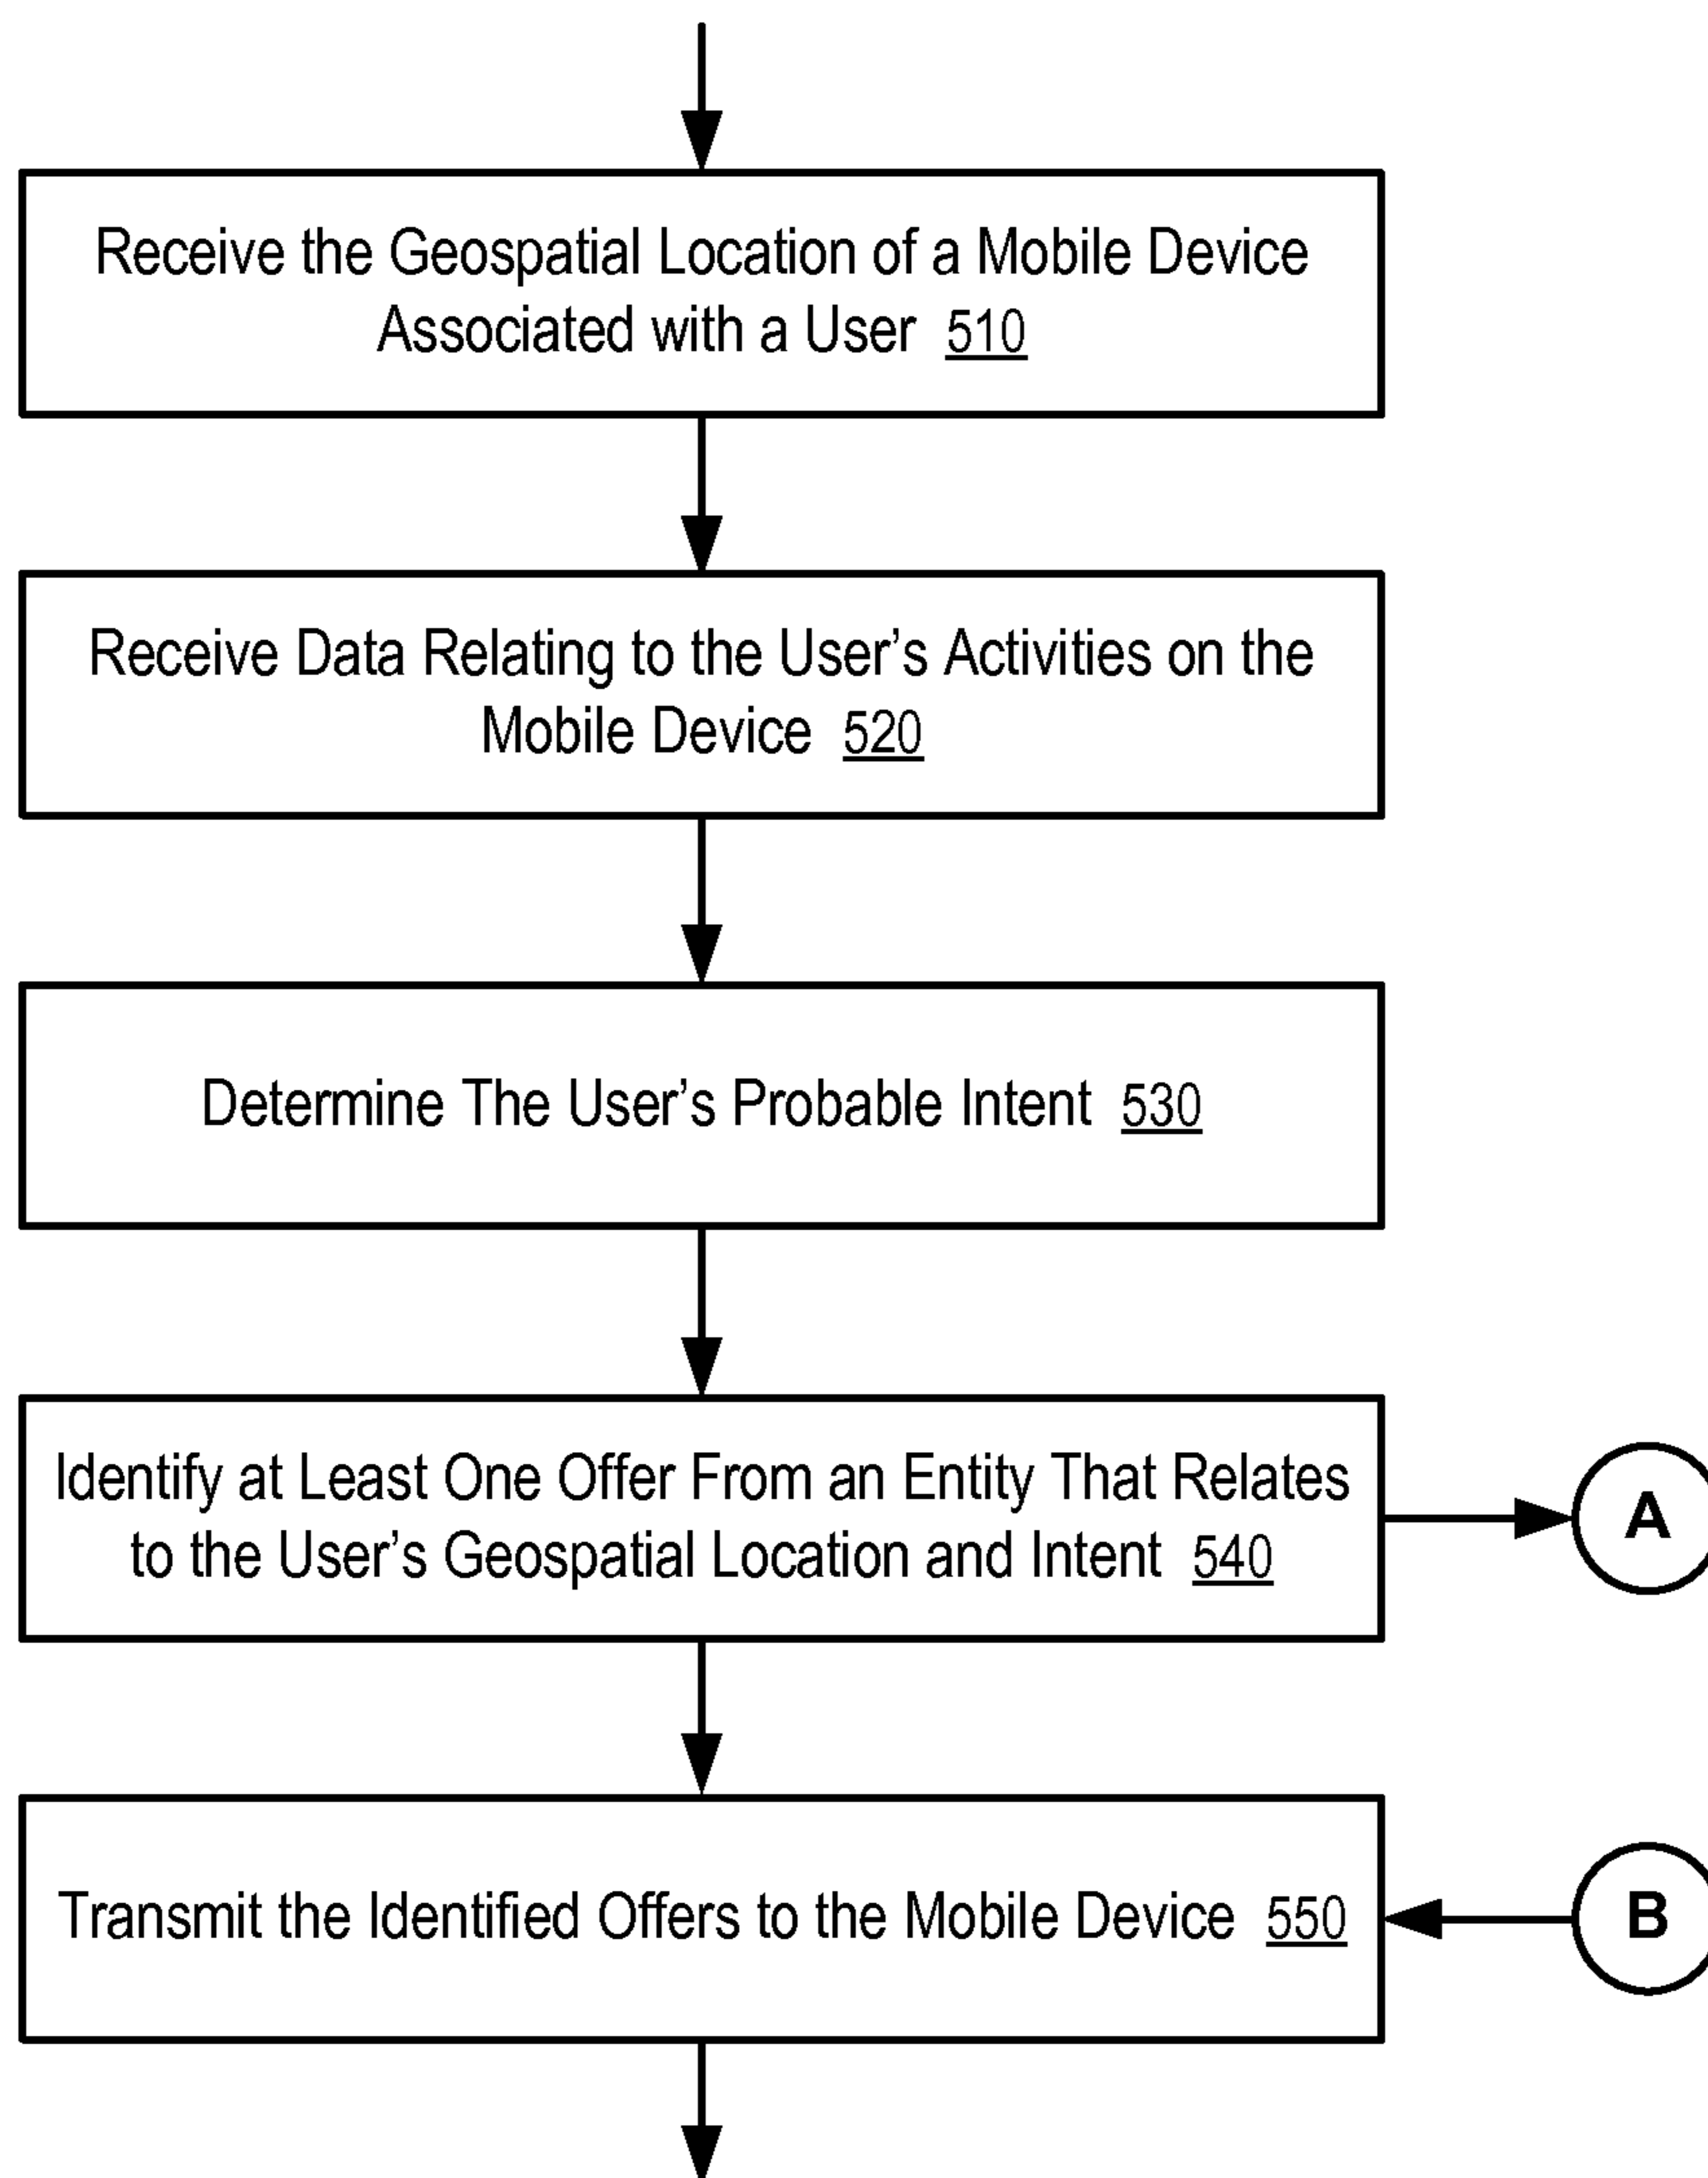 Receive the Geospatial Location of a Mobile Device
Associated with a User 510
Receive Data Relating to the User's Activities on the
Mobile Device 520
Determine The User's Probable Intent 530
Identify at Least One Offer From an Entity That Relates
to the User's Geospatial Location and Intent 540
A
Transmit the Identified Offers to the Mobile Device 550
B